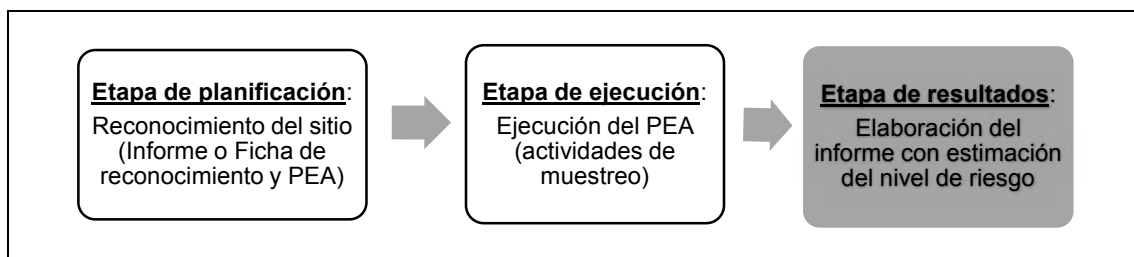 Etapa de planificación:
Reconocimiento del sitio
(Informe o Ficha de
reconocimiento y PEA)
Etapa de ejecución:
Ejecución del PEA
(actividades de
muestreo)
Etapa de resultados:
Elaboración del
informe con estimación
del nivel de riesgo